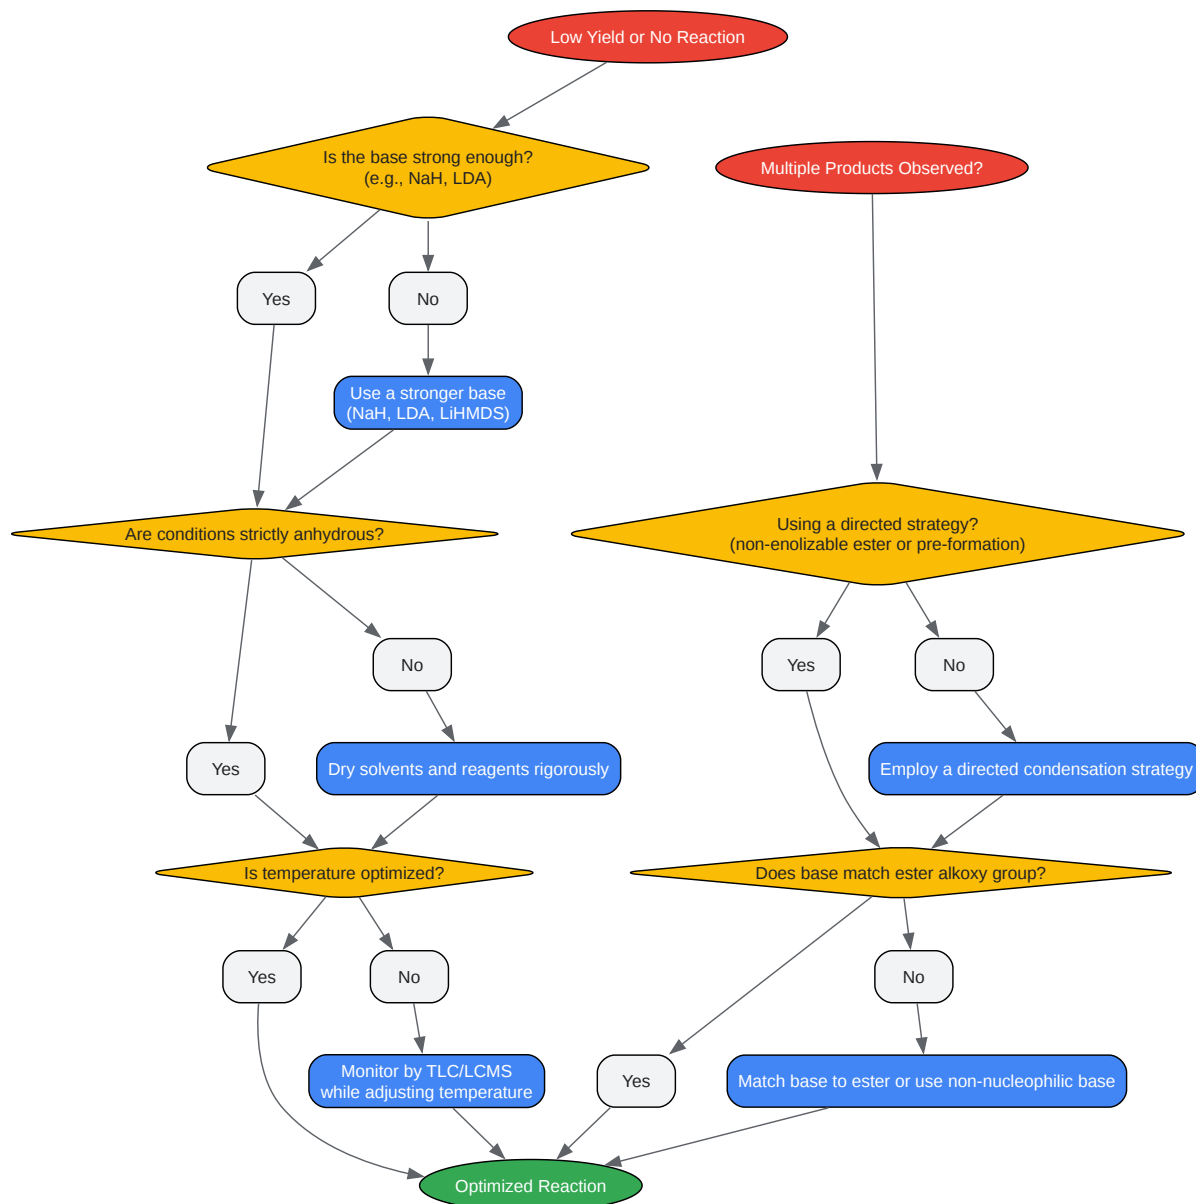 Low Yield or No Reaction
Is the base strong enough?
(e.g., NaH, LDA)
Multiple Products Observed?
Yes
No
Use a stronger base
(NaH, LDA, LiHMDS)
Are conditions strictly anhydrous?
Using a directed strategy?
(non-enolizable ester or pre-formation)
No
Yes
No
Yes
Dry solvents and reagents rigorously
Employ a directed condensation strategy
Is temperature optimized?
Does base match ester alkoxy group?
Yes
No
No
Monitor by TLC/LCMS
while adjusting temperature
Yes
Match base to ester or use non-nucleophilic base
Optimized Reaction